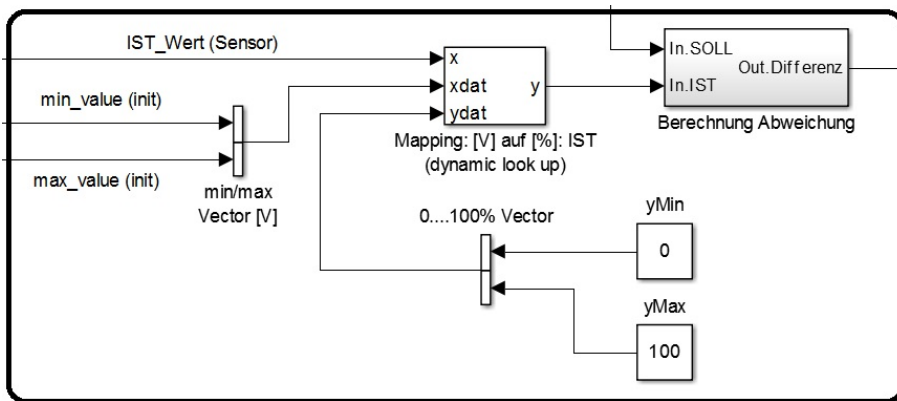 IST_Wert (Sensor)
min_value (init)
max_value (init)
min/max
Vector [V]
x
xdat
ydat
y
Mapping: [V] auf [%]: IST
(dynamic look up)
In.SOLL
In.IST
Out.Differenz
Berechnung Abweichung
0....100% Vector
yMin
0
yMax
100